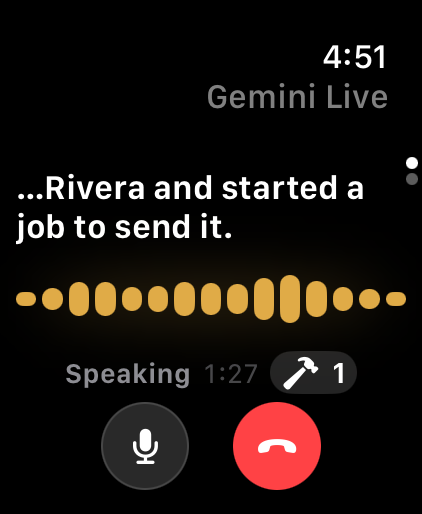 4:51
Gemini Live
...Rivera and started a
job to send it.
Speaking 1:27 1